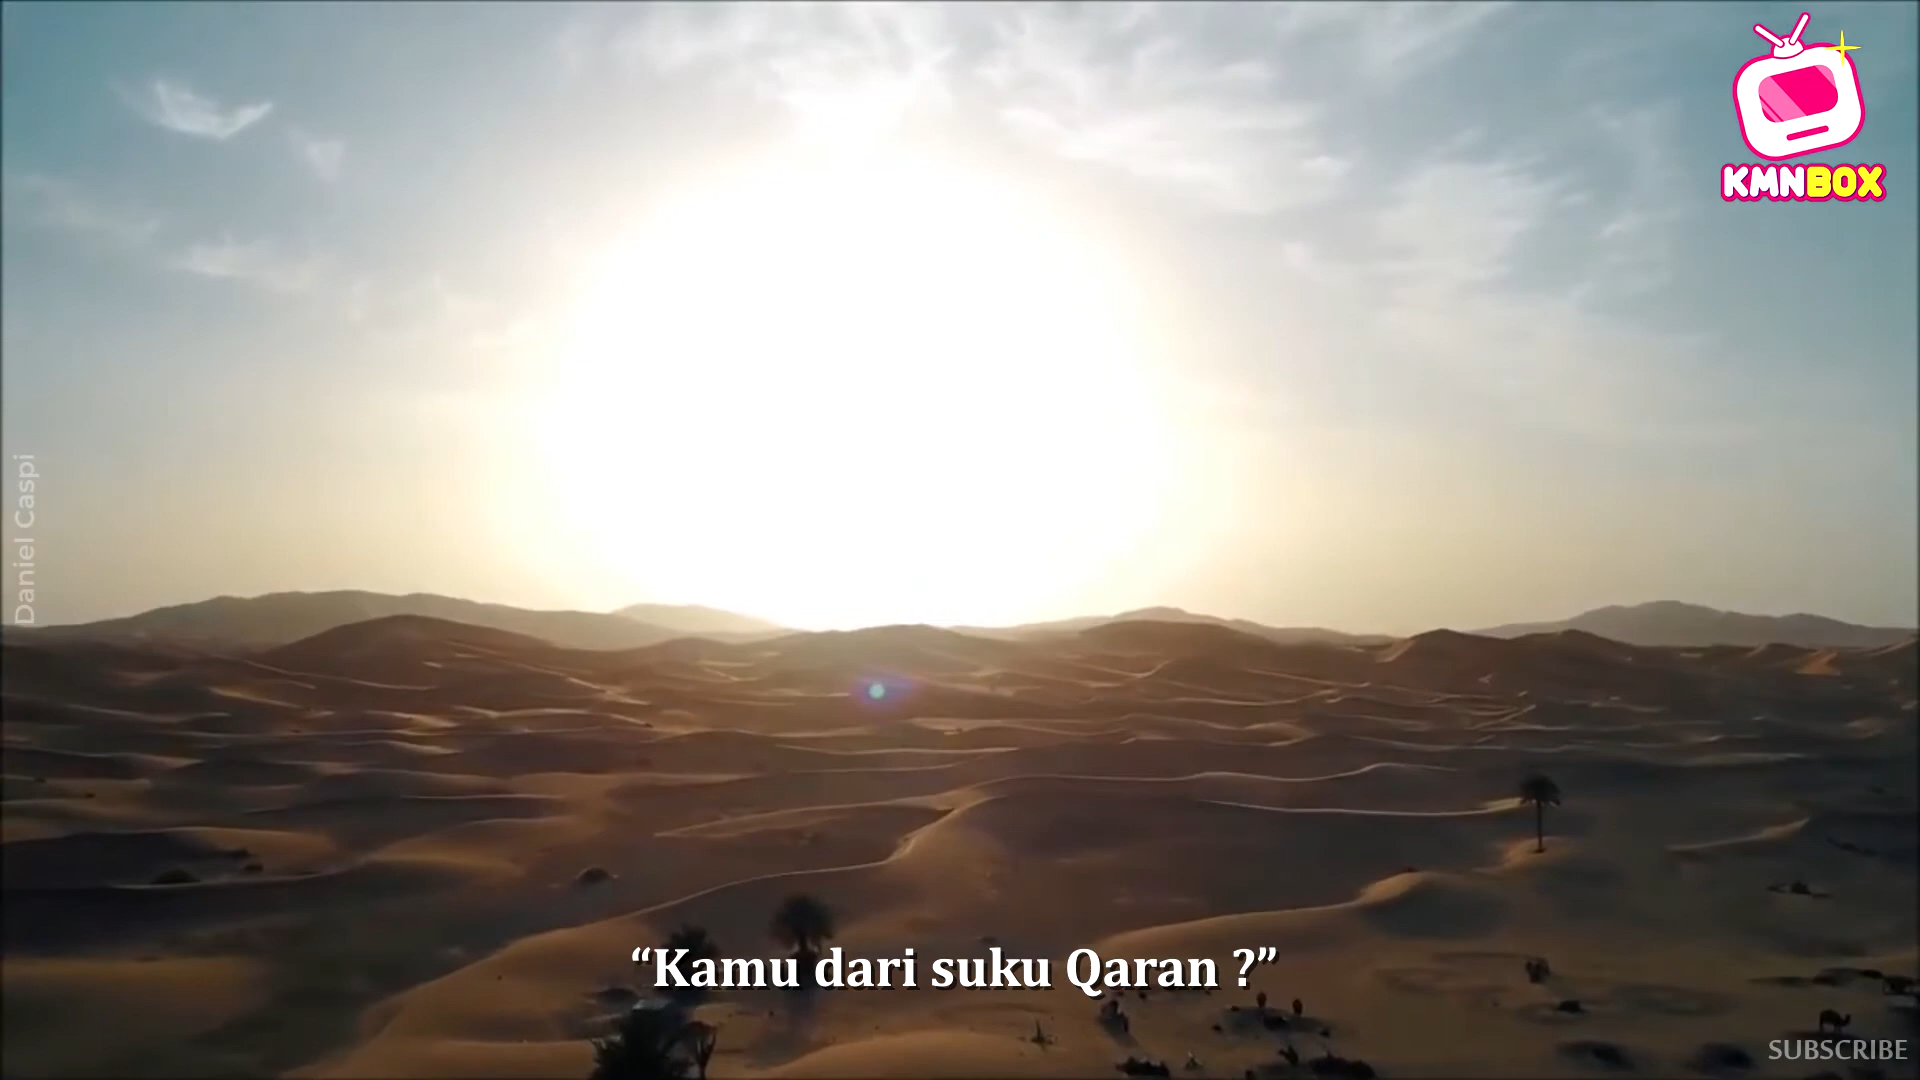 KMNBOX
Daniel Caspi
“Kamu dari suku Qaran ?”
SUBSCRIBE